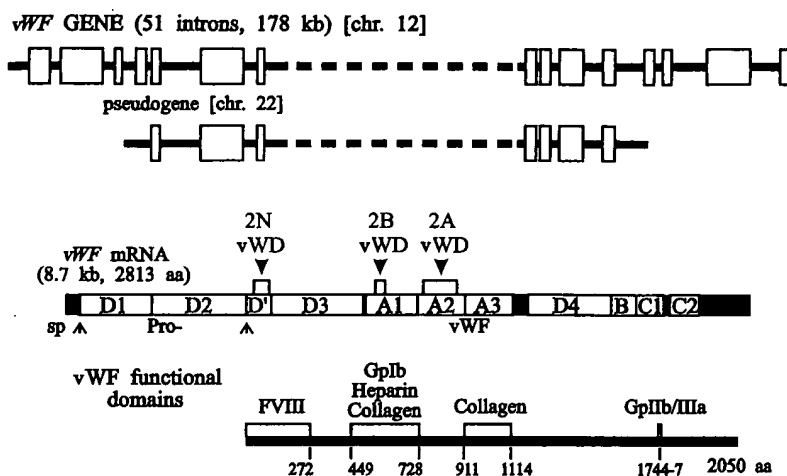 vWF GENE (51 introns, 178 kb) [chr. 12]
pseudogene [chr. 22]
2N 2B 2A
vWD vWD vWD
vWF mRNA
(8.7 kb, 2813 aa)
D1 D2 D' D3 A1 A2 A3 D4 B C1 C2
sp Pro- vWF
vWF functional
domains
GpIb
Heparin
FVIII Collagen Collagen GpIIb/IIIa
272 449 728 911 1114 1744-7 2050 aa